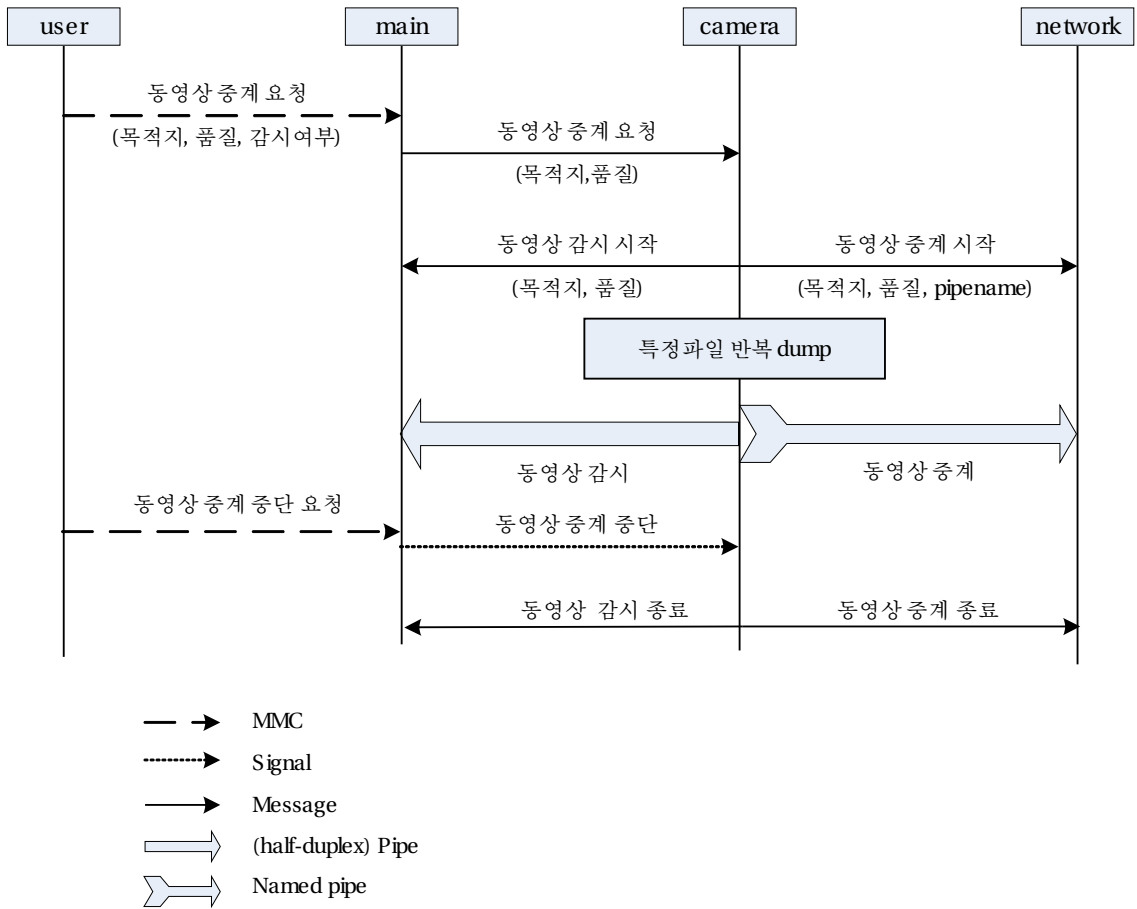 user
main
camera
network
동영상 중계 요청
(목적지, 품질, 감시여부)
동영상 중계 요청
(목적지,품질)
동영상 감시 시작
동영상 중계 시작
(목적지, 품질)
(목적지, 품질, pipename)
특정파일 반복 dump
동영상 감시
동영상 중계
동영상 중계 중단 요청
동영상 중계 중단
동영상 감시 종료
동영상 중계 종료
MMC
Signal
Message
(half-duplex) Pipe
Named pipe